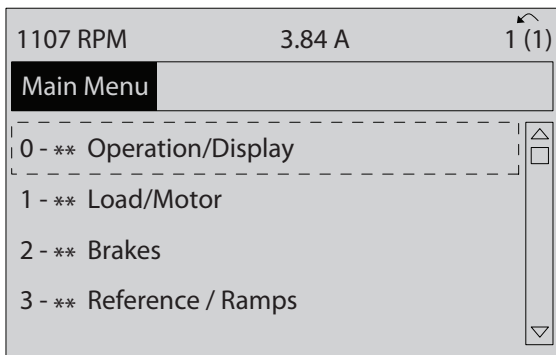 1107 RPM 3.84 A 1 (1)
Main Menu
0 - ** Operation/Display
1 - ** Load/Motor
2 - ** Brakes
3 - ** Reference / Ramps